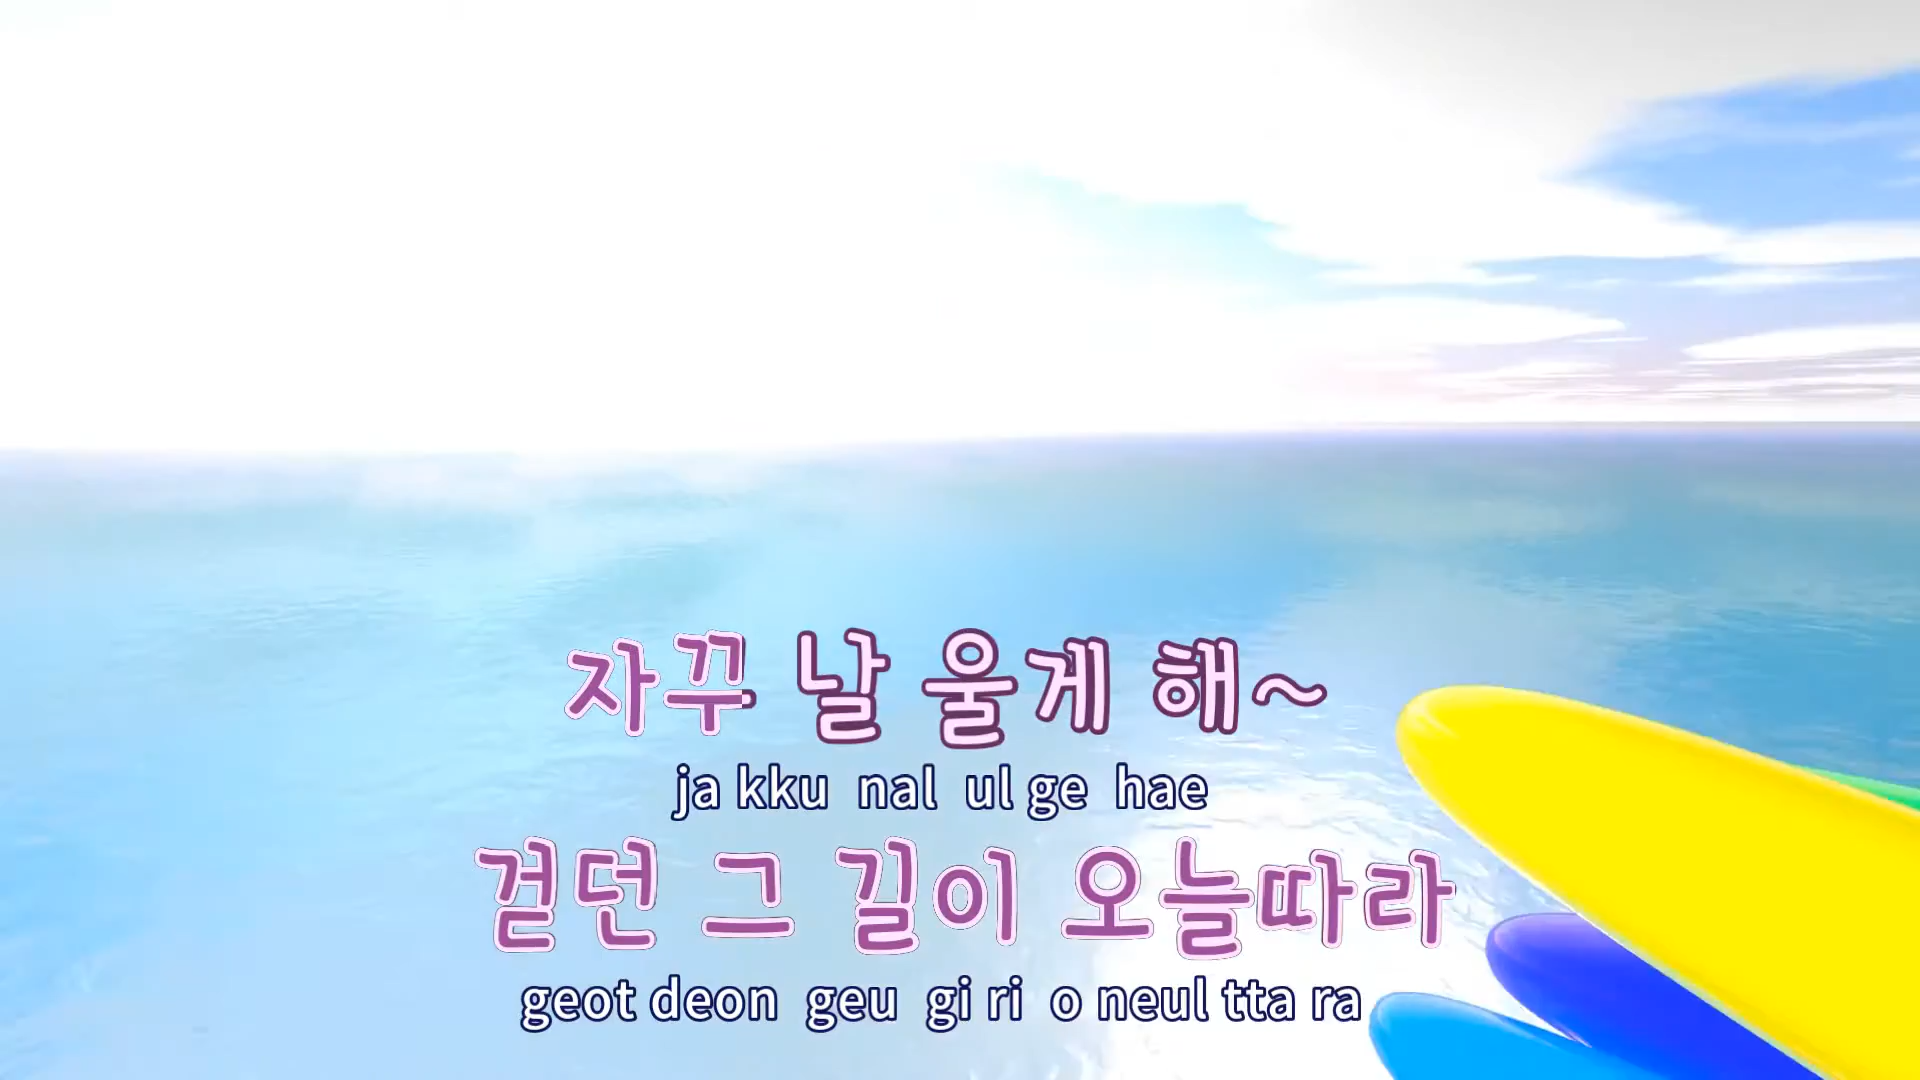 자꾸 날 울게 해~
ja kku nal ul ge hae
걷던 그 길이 오늘따라
geot deon geu gi ri o neul tta ra